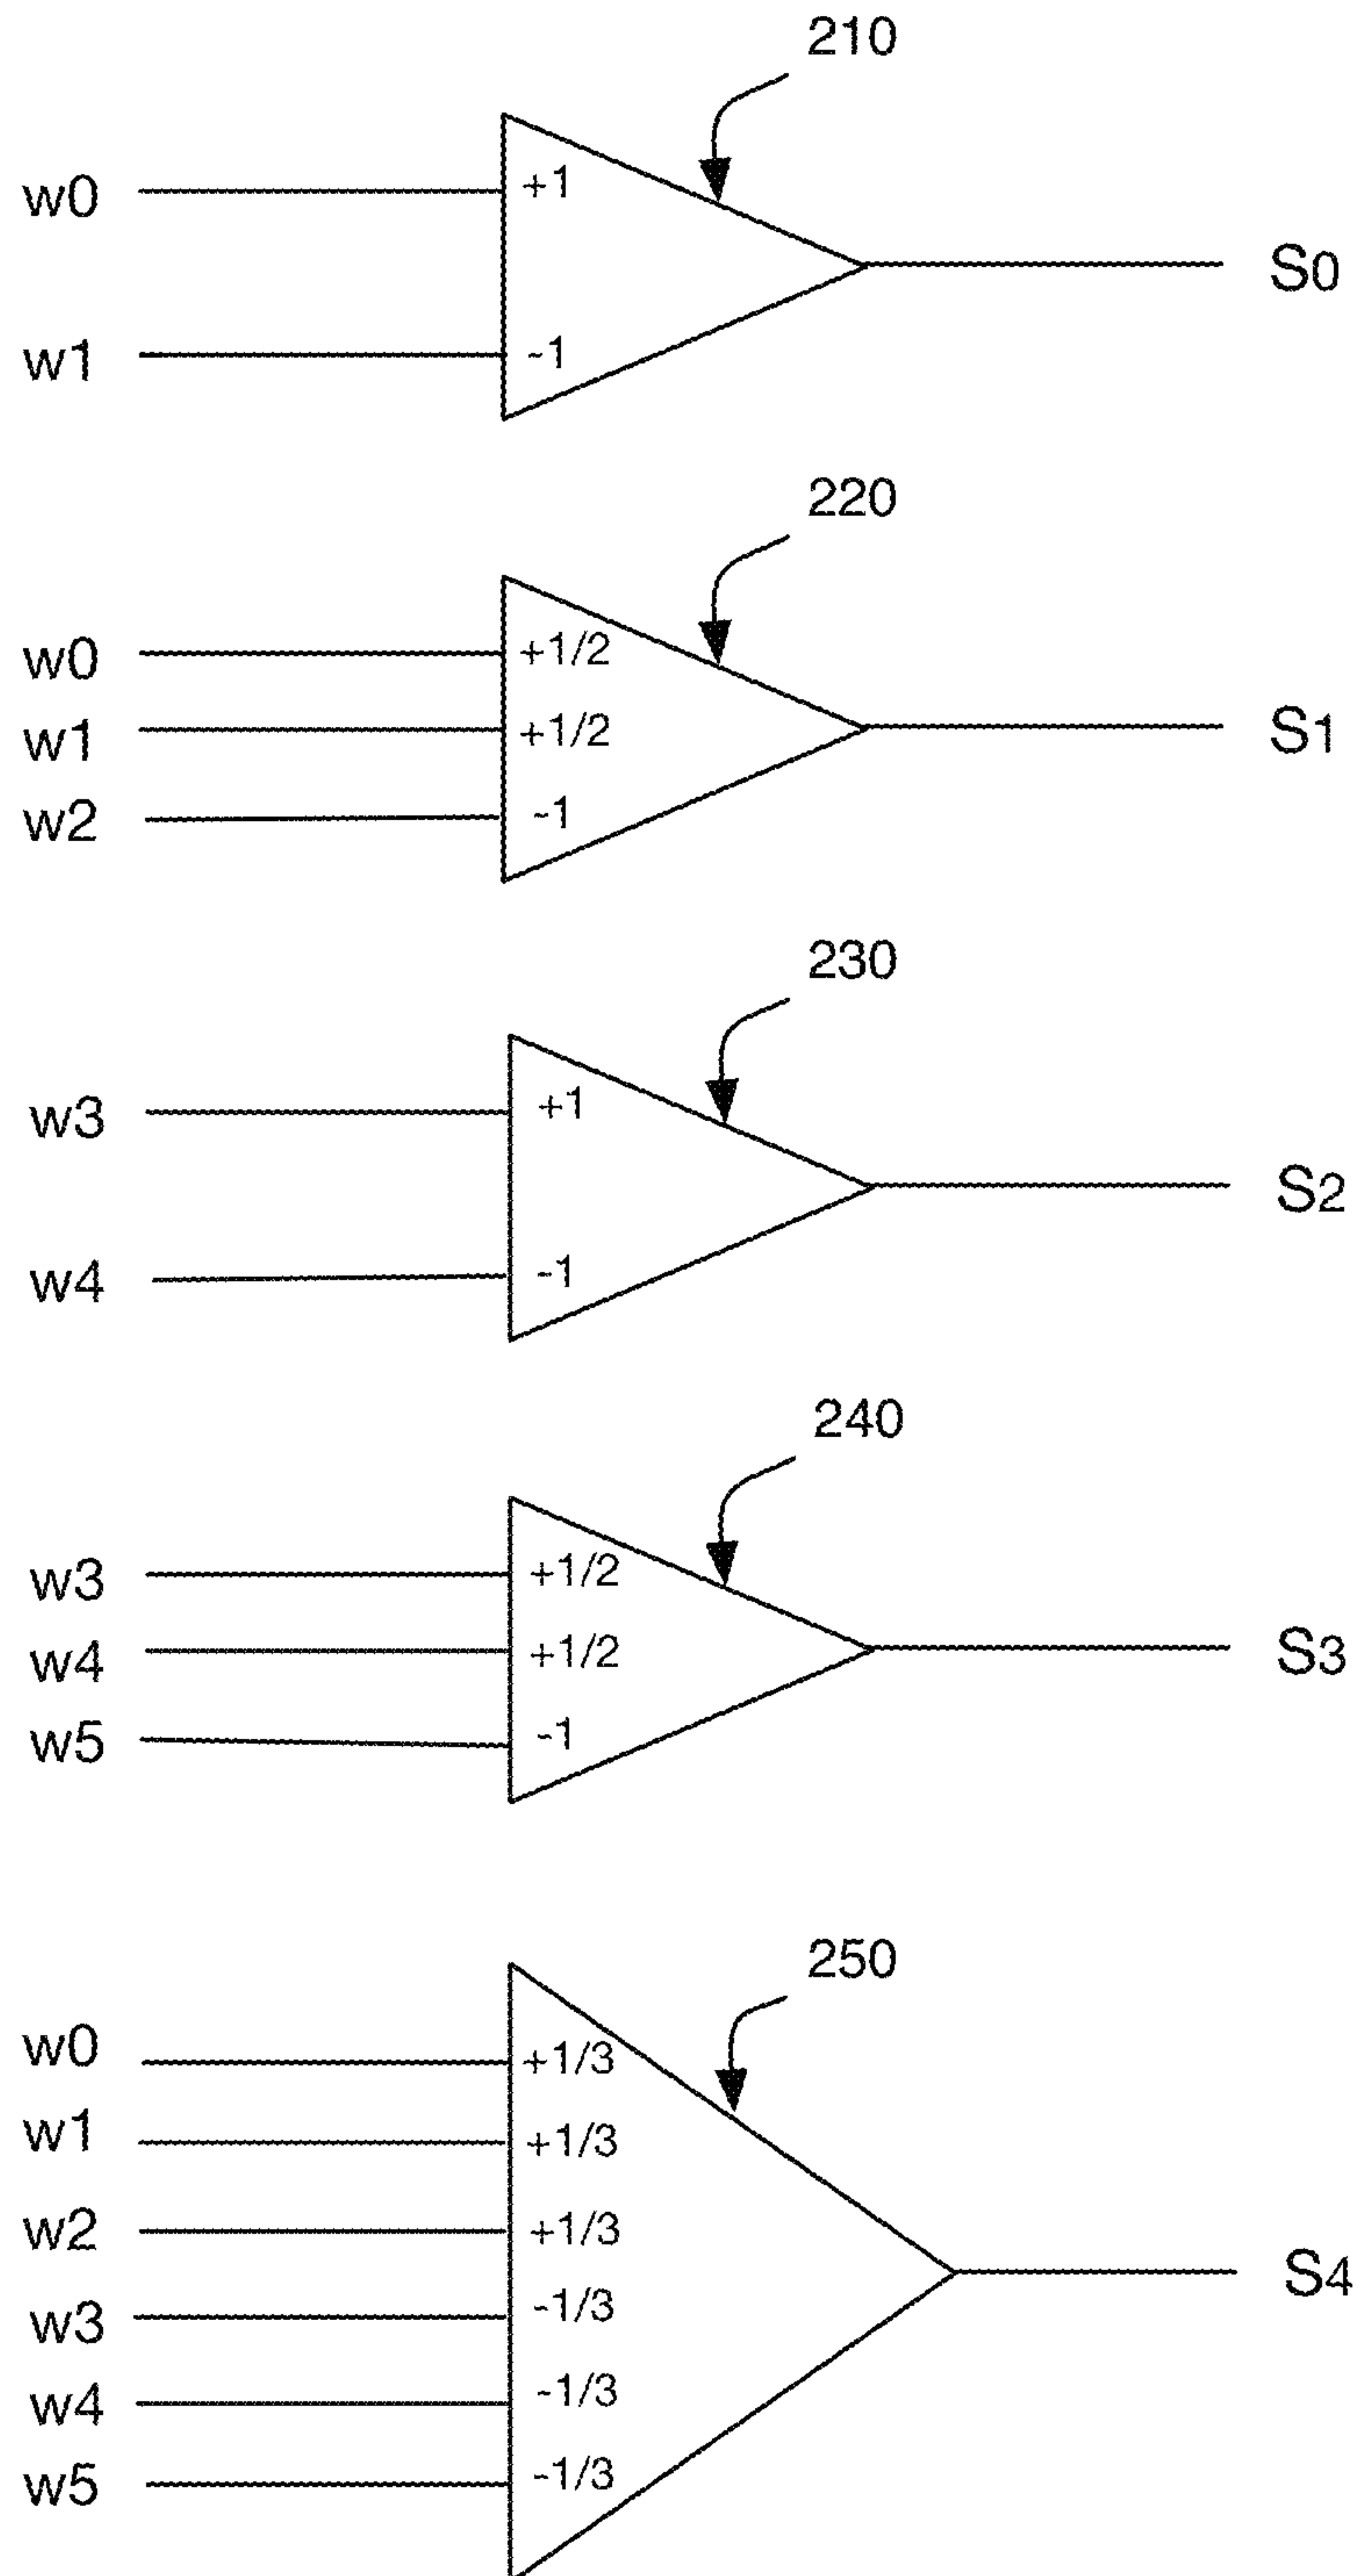 210
w0 +1
S0
w1 -1
220
w0 +1/2
w1 +1/2 S1
w2 -1
230
w3 +1
S2
w4 -1
240
w3 +1/2
w4 +1/2 S3
w5 -1
250
w0 +1/3
w1 +1/3
w2 +1/3
S4
w3 -1/3
w4 -1/3
w5 -1/3